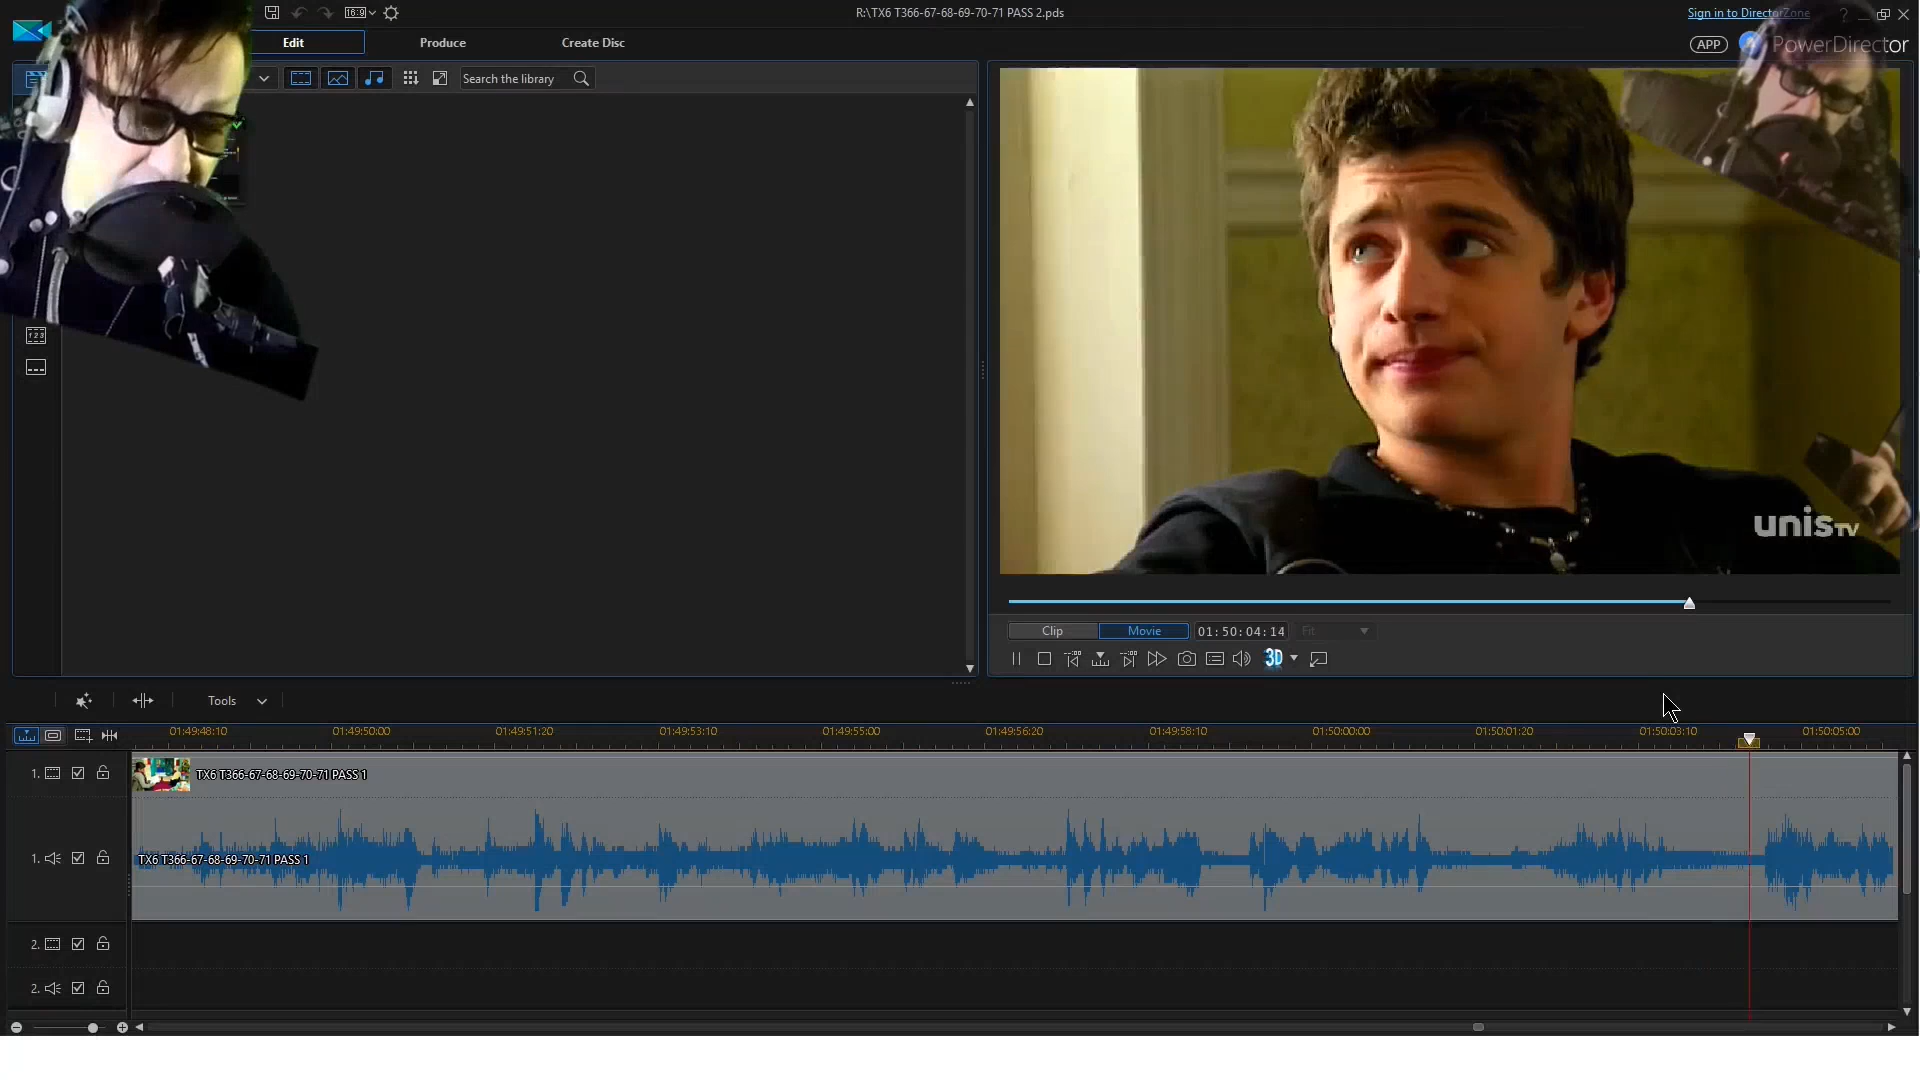 16:9
R:\TX6 T366-67-68-69-70-71 PASS 2.pds
Sign in to DirectorZone
Edit
Produce
Create Disc
APP
PowerDirector
Search the library
unisTV
Clip
Movie
01:50:04:14
Fit
3D
Tools
01:49:48:10
01:49:50:00
01:49:51:20
01:49:53:10
01:49:55:00
01:49:56:20
01:49:58:10
01:50:00:00
01:50:01:20
01:50:03:10
01:50:05:00
1.
TX6 T366-67-68-69-70-71 PASS 1
1.
TX6 T366-67-68-69-70-71 PASS 1
2.
2.